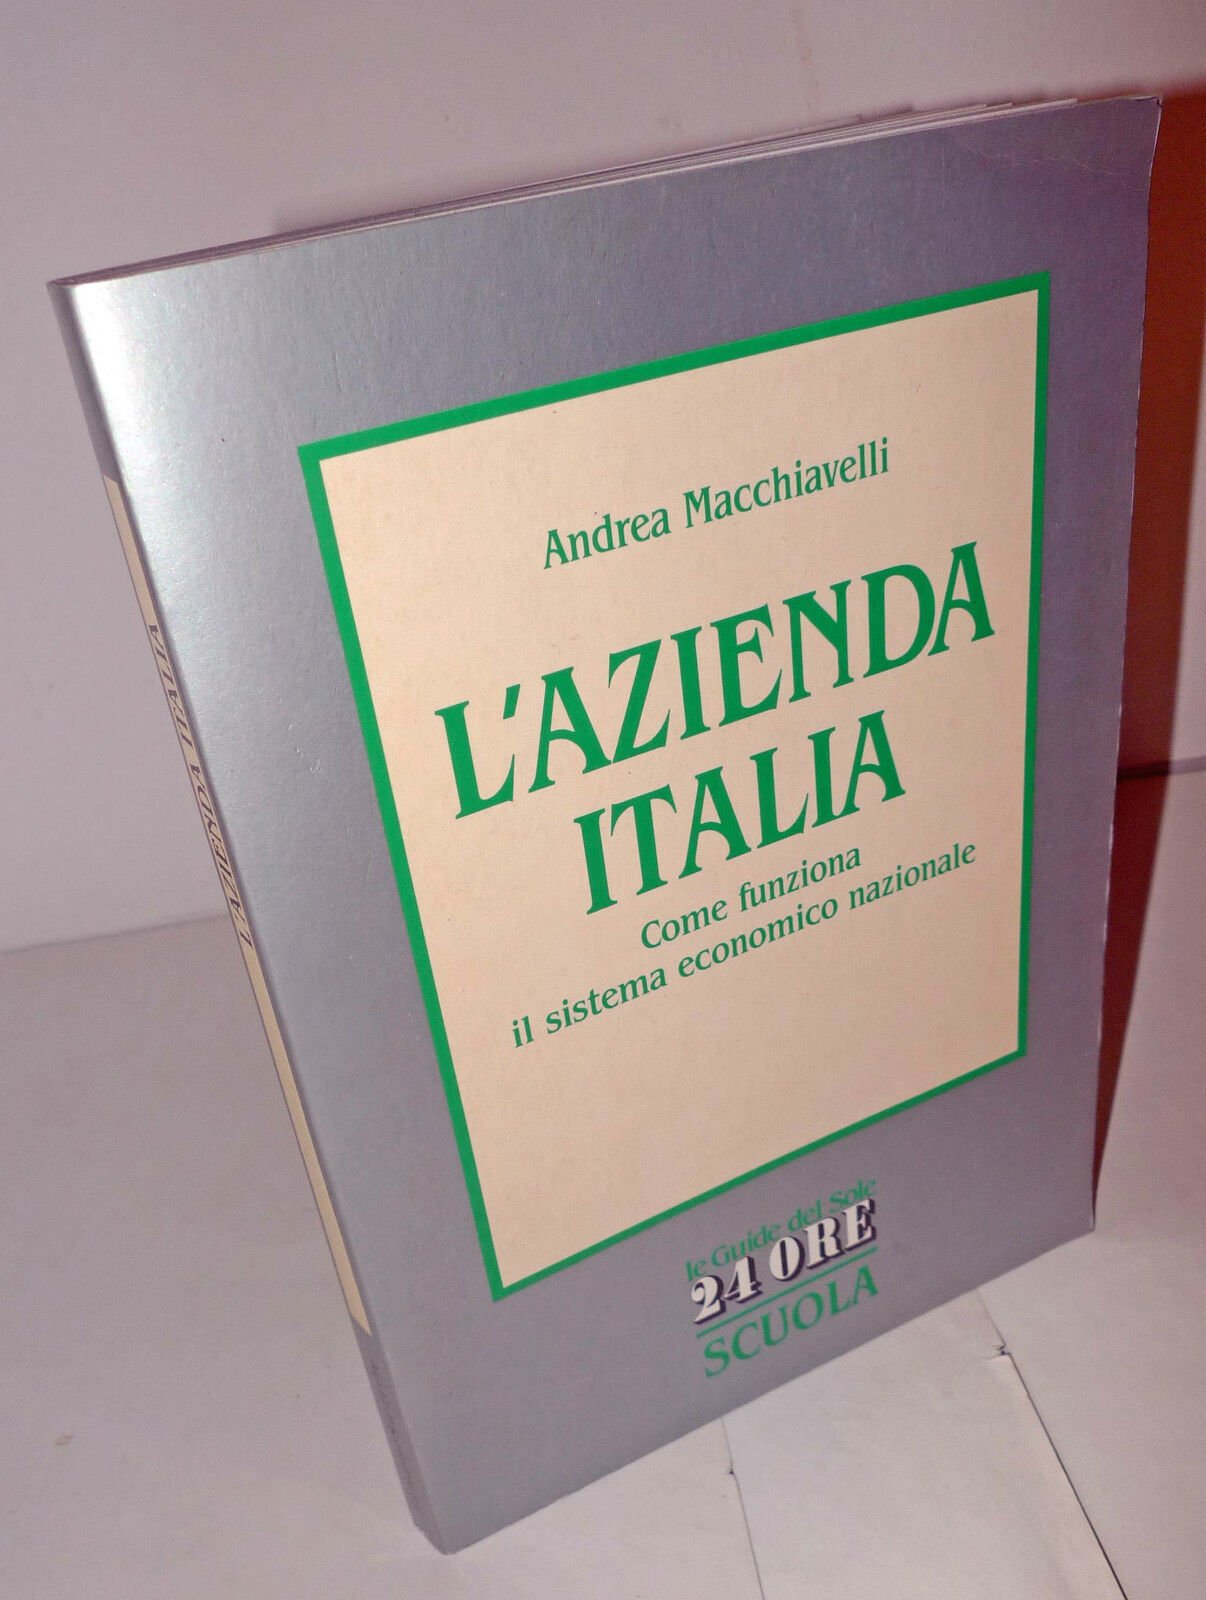 Andrea Macchiavelli
L'AZIENDA
ITALIA
Come funziona
il sistema economico nazionale
le Guide del Sole
24 ORE
SCUOLA
L'AZIENDA ITALIA